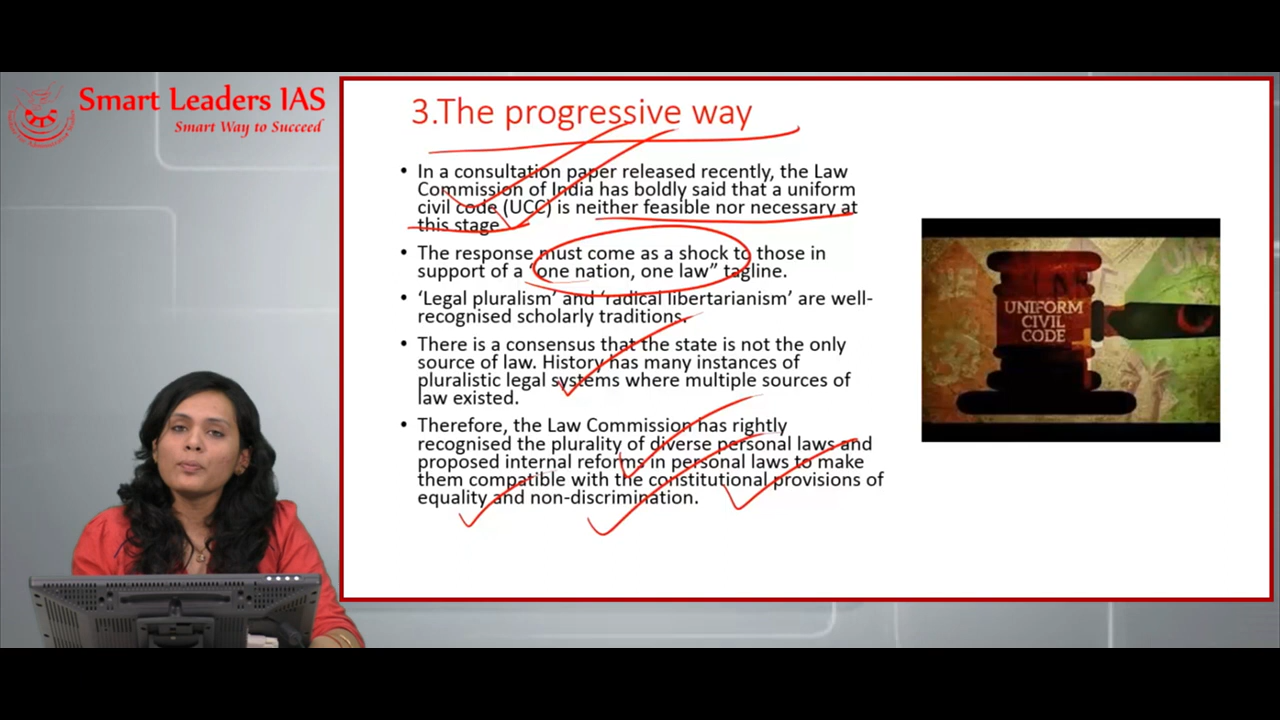 Smart Leaders IAS
Smart Way to Succeed
3.The progressive way
• In a consultation paper released recently, the Law
Commission of India has boldly said that a uniform
civil code (UCC) is neither feasible nor necessary at
this stage
• The response must come as a shock to those in
support of a “one nation, one law” tagline.
• ‘Legal pluralism’ and ‘radical libertarianism’ are well-
recognised scholarly traditions.
• There is a consensus that the state is not the only
source of law. History has many instances of
pluralistic legal systems where multiple sources of
law existed.
• Therefore, the Law Commission has rightly
recognised the plurality of diverse personal laws and
proposed internal reforms in personal laws to make
them compatible with the constitutional provisions of
equality and non-discrimination.
UNIFORM
CIVIL
CODE